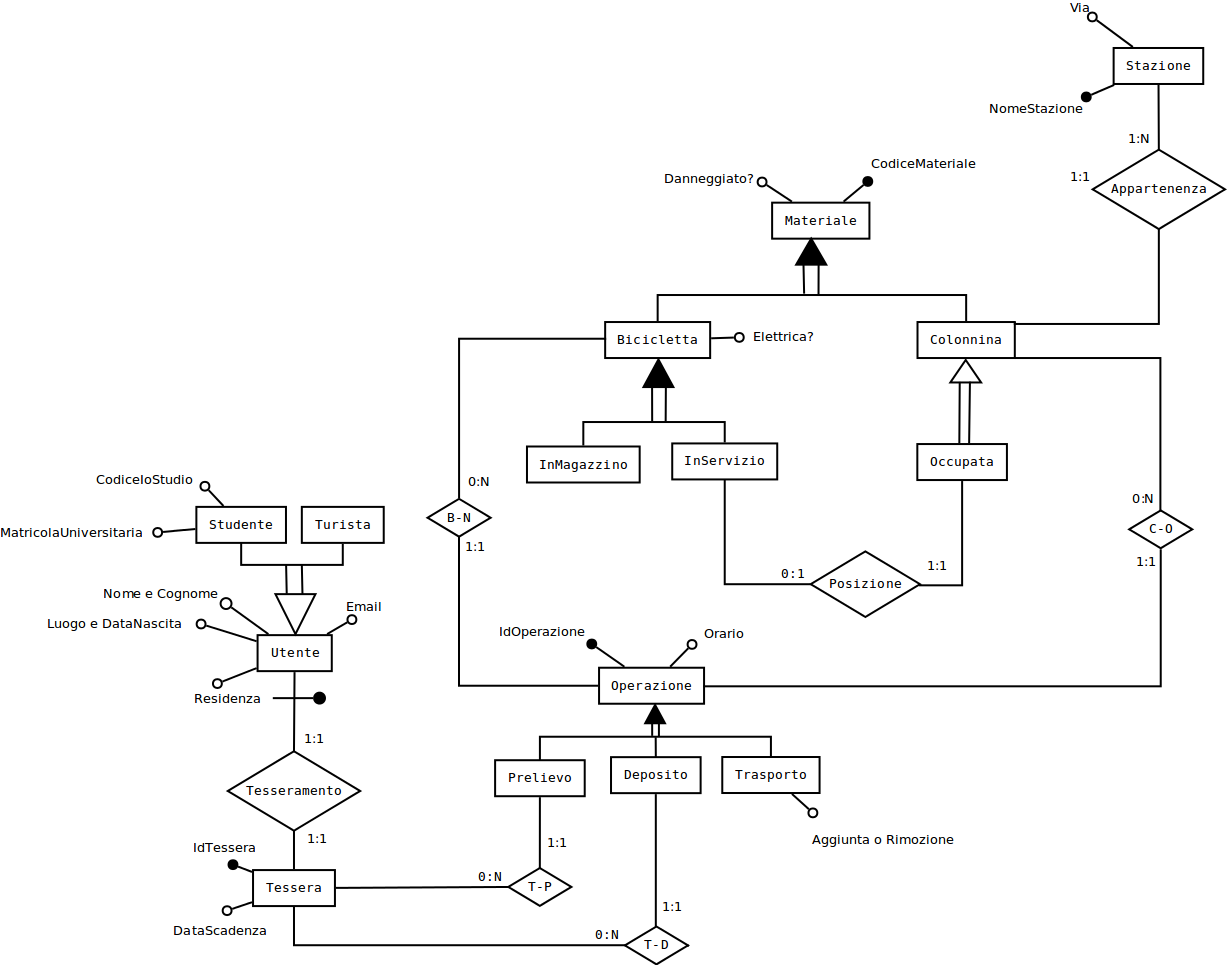 Via
Stazione
NomeStazione
1:N
CodiceMateriale
Danneggiato?
1:1
Appartenenza
Materiale
Bicicletta
Elettrica?
Colonnina
InMagazzino
InServizio
Occupata
CodiceIoStudio
0:N
0:N
Studente
Turista
B-N
C-O
MatricolaUniversitaria
1:1
1:1
0:1
1:1
Posizione
Nome e Cognome
Email
Luogo e DataNascita
IdOperazione
Orario
Utente
Operazione
Residenza
1:1
Prelievo
Deposito
Trasporto
Tesseramento
1:1
1:1
Aggiunta o Rimozione
IdTessera
0:N
T-P
Tessera
1:1
DataScadenza
0:N
T-D